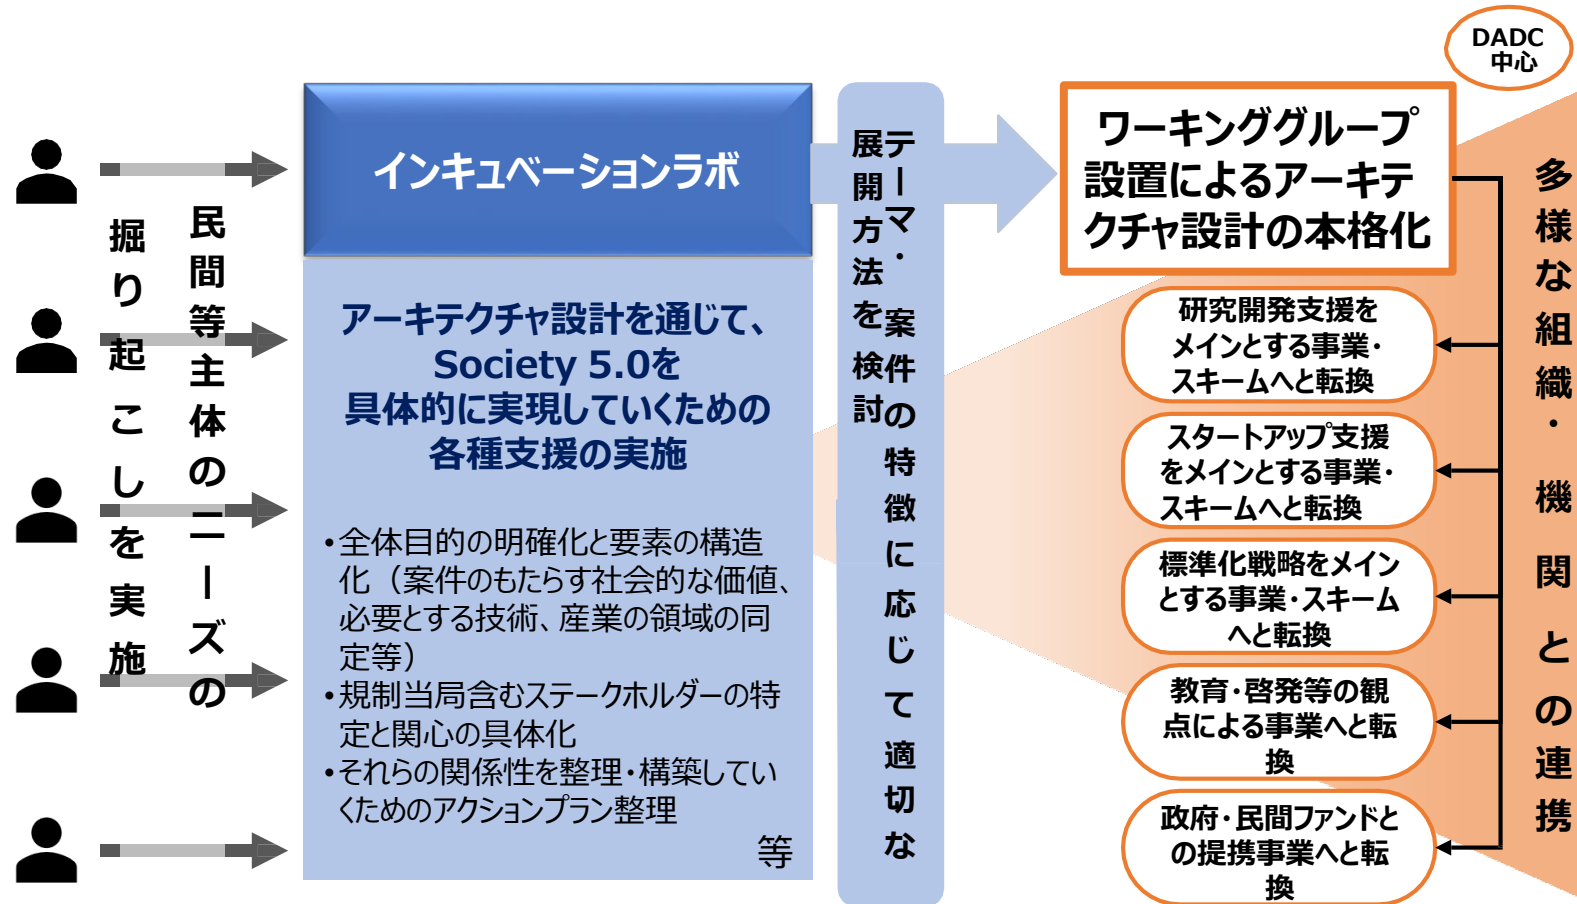 民間等主体のニーズの
掘り起こしを実施
インキュベーションラボ
アーキテクチャ設計を通じて、
Society 5.0を
具体的に実現していくための
各種支援の実施
•全体目的の明確化と要素の構造
化（案件のもたらす社会的な価値、
必要とする技術、産業の領域の同
定等）
•規制当局含むステークホルダーの特
定と関心の具体化
•それらの関係性を整理・構築してい
くためのアクションプラン整理
等
テーマ・案件の特徴に応じて適切な
展開方法を検討
DADC
中心
ワーキンググループ
設置によるアーキテ
クチャ設計の本格化
研究開発支援を
メインとする事業・
スキームへと転換
スタートアップ支援
をメインとする事業・
スキームへと転換
標準化戦略をメイン
とする事業・スキーム
へと転換
教育・啓発等の観
点による事業へと転
換
政府・民間ファンドと
の提携事業へと転
換
多様な組織・機関との連携